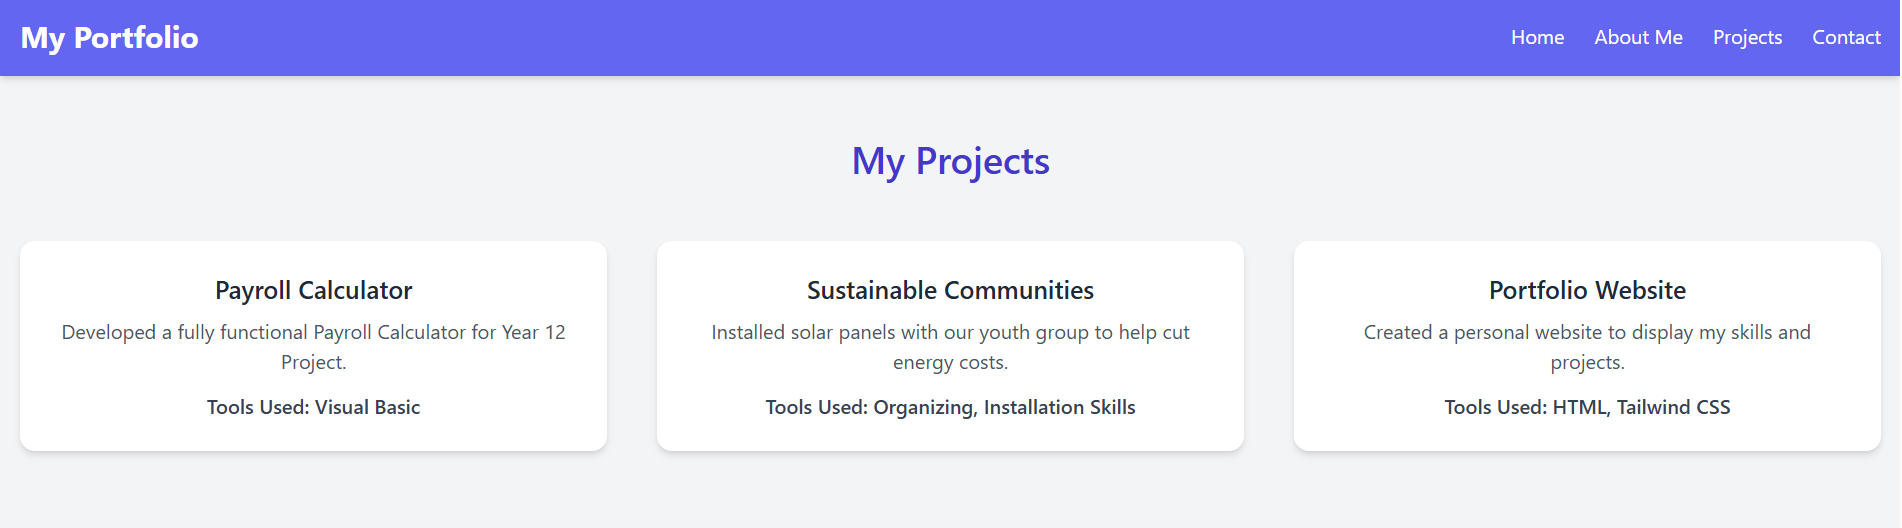 My Portfolio
Home
About Me
Projects
Contact
My Projects
Payroll Calculator
Developed a fully functional Payroll Calculator for Year 12
Project.
Tools Used: Visual Basic
Sustainable Communities
Installed solar panels with our youth group to help cut
energy costs.
Tools Used: Organizing, Installation Skills
Portfolio Website
Created a personal website to display my skills and
projects.
Tools Used: HTML, Tailwind CSS